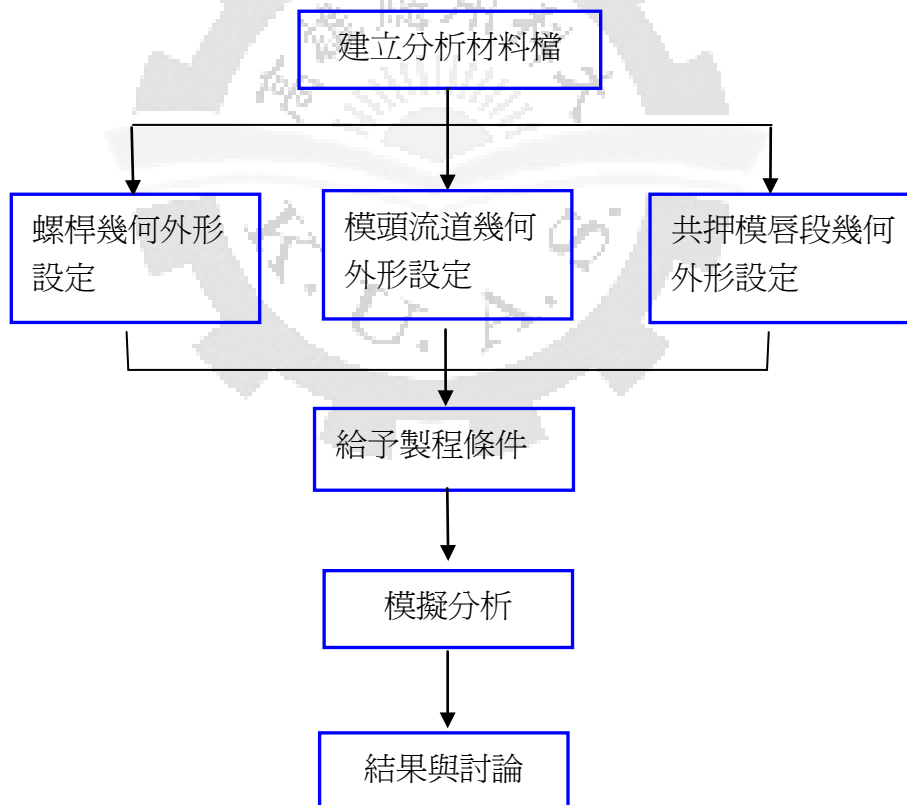 建立分析材料檔
螺桿幾何外形
設定
模頭流道幾何
外形設定
共押模唇段幾何
外形設定
給予製程條件
模擬分析
結果與討論
K.U.A.S.